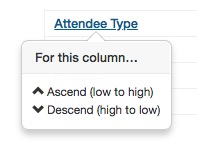 Attendee Type
For this column...
Ascend (low to high)
Descend (high to low)